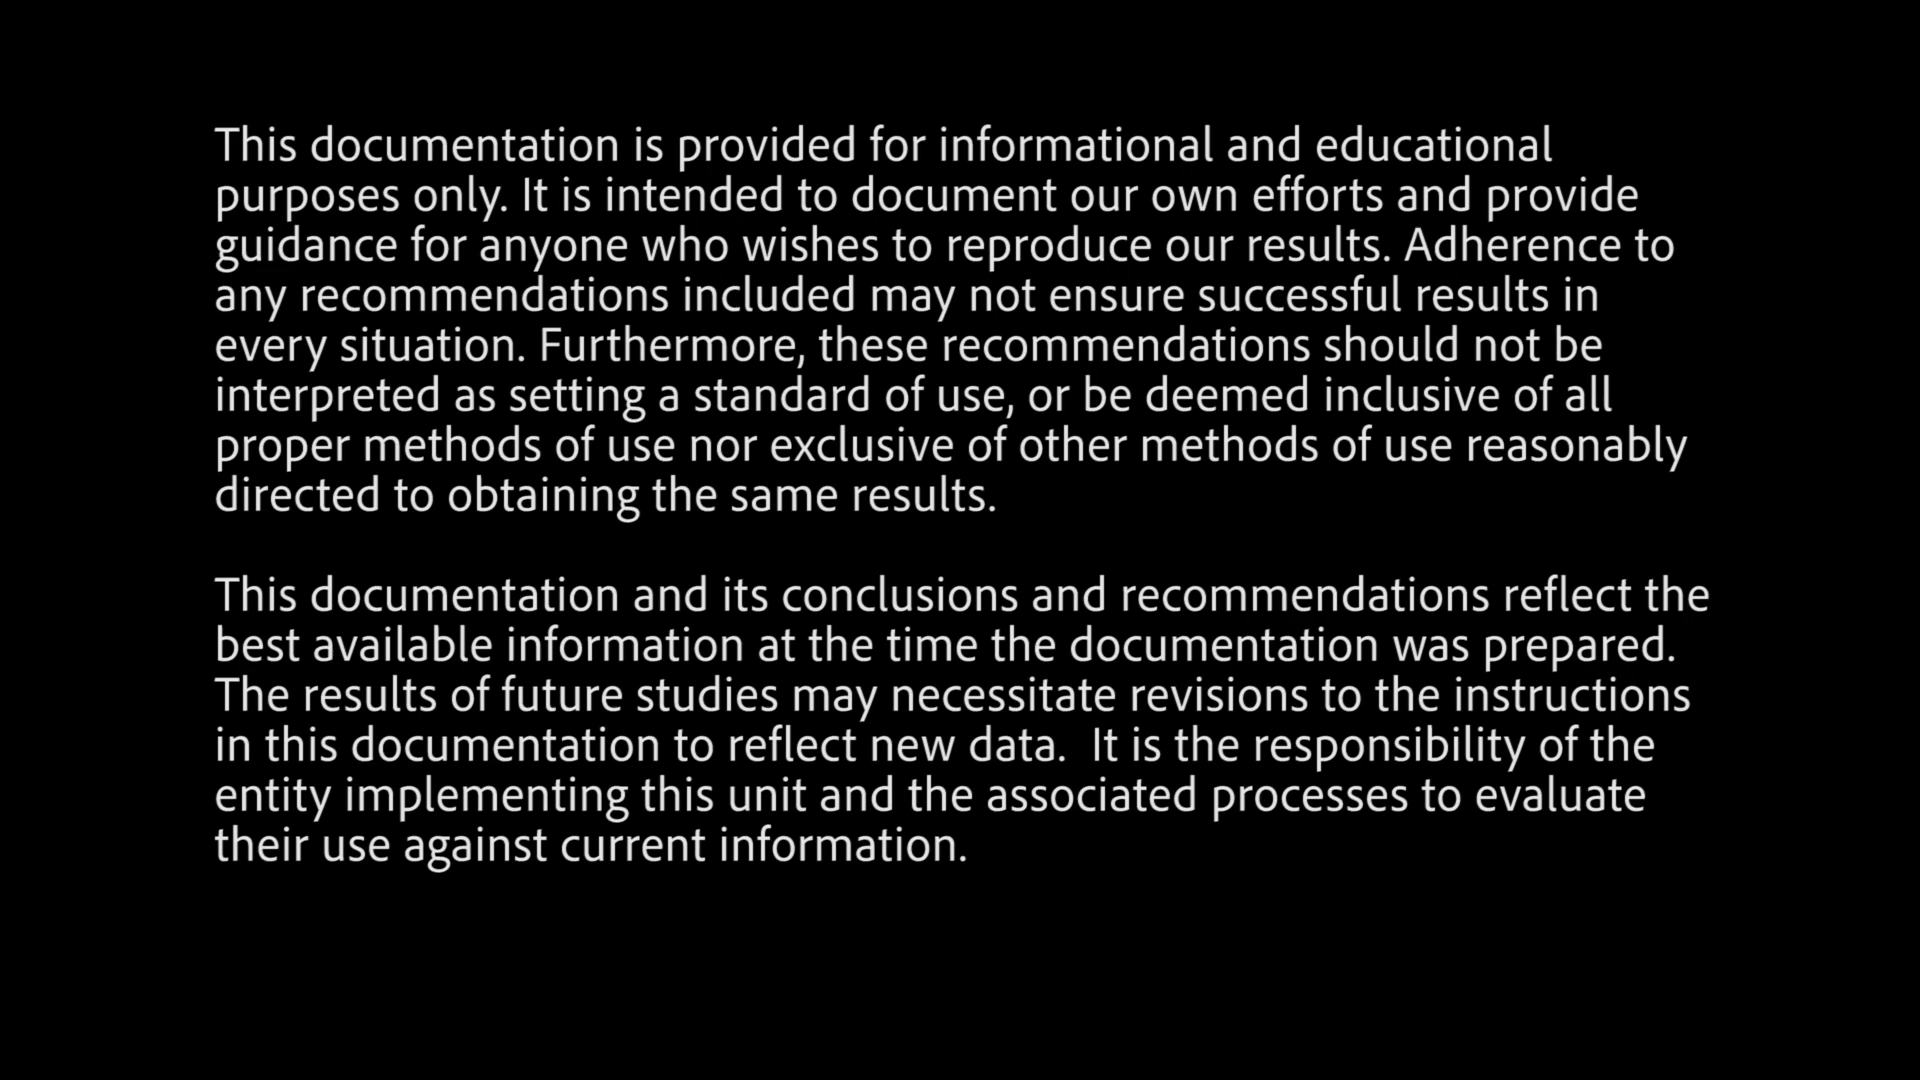 This documentation is provided for informational and educational
purposes only. It is intended to document our own efforts and provide
guidance for anyone who wishes to reproduce our results. Adherence to
any recommendations included may not ensure successful results in
every situation. Furthermore, these recommendations should not be
interpreted as setting a standard of use, or be deemed inclusive of all
proper methods of use nor exclusive of other methods of use reasonably
directed to obtaining the same results.

This documentation and its conclusions and recommendations reflect the
best available information at the time the documentation was prepared.
The results of future studies may necessitate revisions to the instructions
in this documentation to reflect new data.  It is the responsibility of the
entity implementing this unit and the associated processes to evaluate
their use against current information.